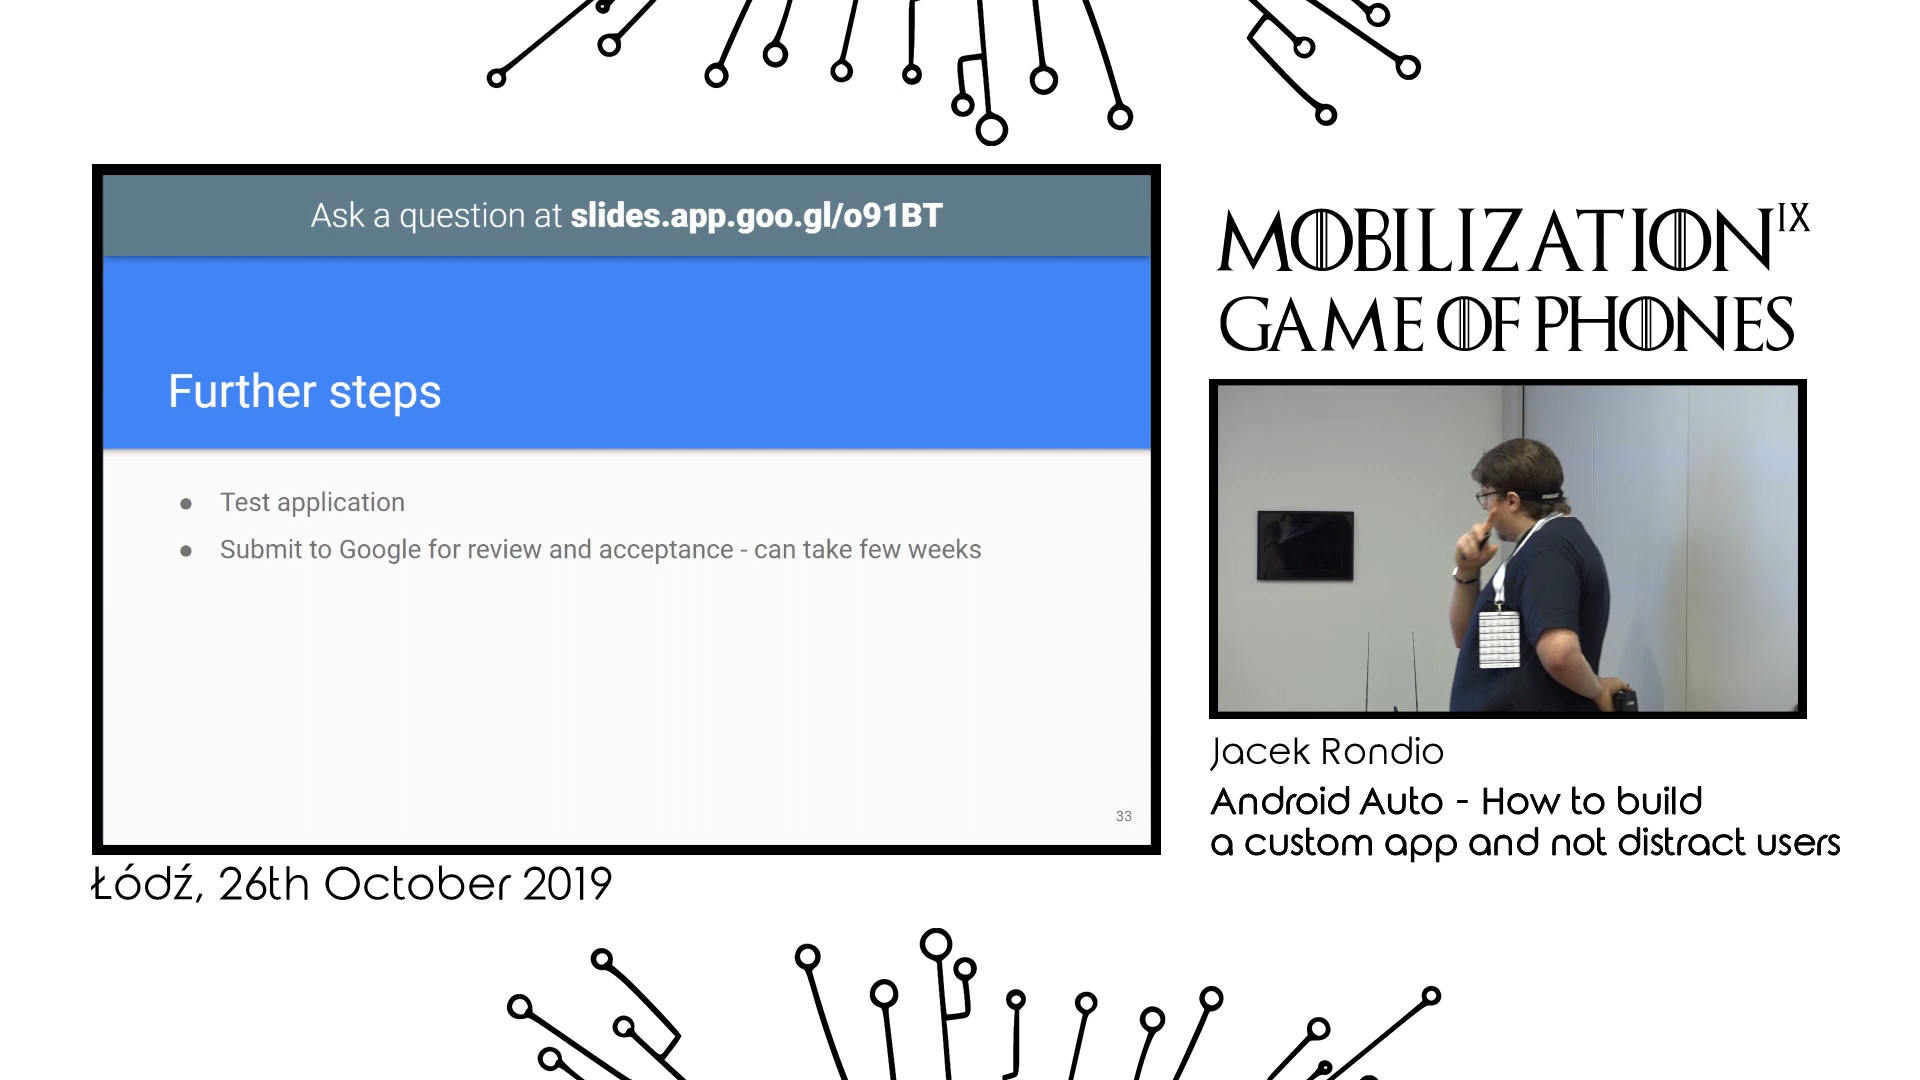 Ask a question at slides.app.goo.gl/o91BT
Further steps
● Test application
● Submit to Google for review and acceptance - can take few weeks
33
Łódź, 26th October 2019
MOBILIZATION IX
GAME OF PHONES
Jacek Rondio
Android Auto - How to build
a custom app and not distract users